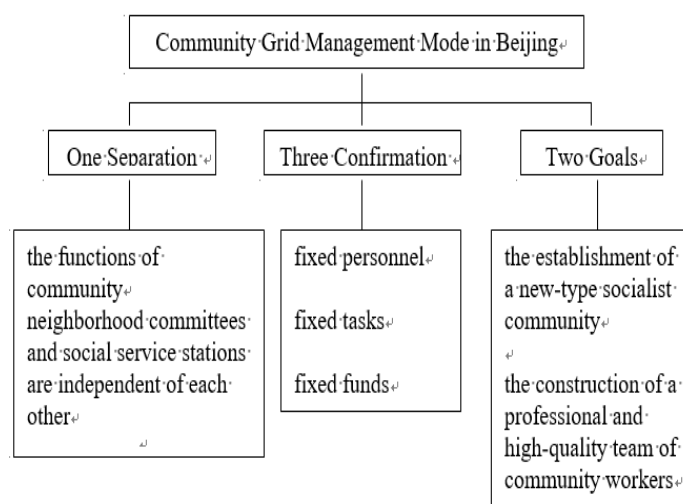 Community Grid Management Mode in Beijing
One Separation
Three Confirmation
Two Goals
the functions of
community
neighborhood committees
and social service stations
are independent of each
other
fixed personnel
fixed tasks
fixed funds
the establishment of
a new-type socialist
community
the construction of a
professional and
high-quality team of
community workers